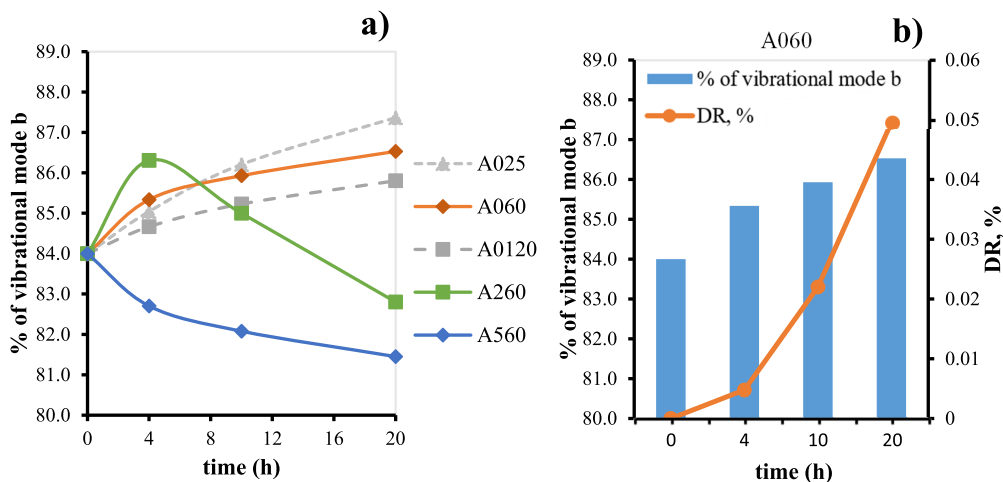 a)
89.0
88.0
87.0
86.0
85.0
84.0
83.0
82.0
81.0
80.0
% of vibrational mode b
0 4 8 12 16 20
time (h)
A025
A060
A0120
A260
A560
b)
A060
89.0
88.0
87.0
86.0
85.0
84.0
83.0
82.0
81.0
80.0
% of vibrational mode b
% of vibrational mode b
DR, %
0.06
0.05
0.04
0.03
0.02
0.01
0
DR, %
0 4 10 20
time (h)